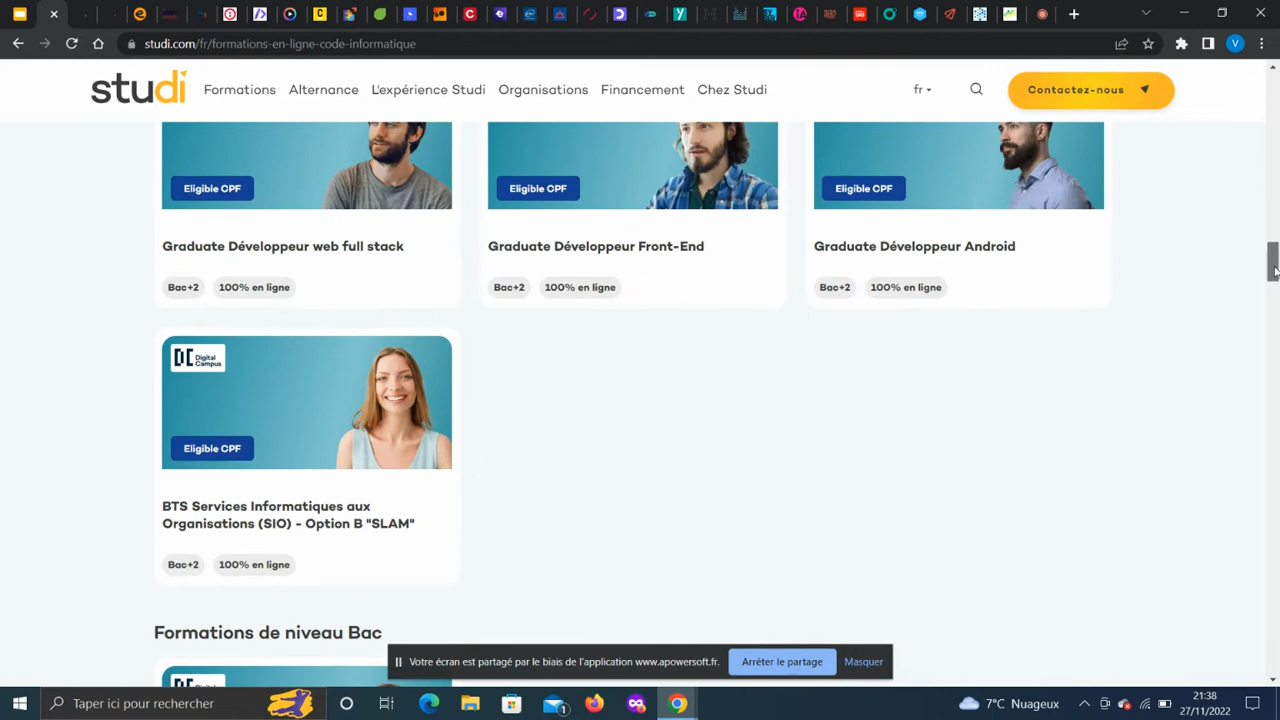 studi.com/fr/formations-en-ligne-code-informatique
studi
Formations
Alternance
L'expérience Studi
Organisations
Financement
Chez Studi
fr
Contactez-nous
Eligible CPF
Eligible CPF
Eligible CPF
Graduate Développeur web full stack
Graduate Développeur Front-End
Graduate Développeur Android
Bac+2
100% en ligne
Bac+2
100% en ligne
Bac+2
100% en ligne
DC Digital
Campus
Eligible CPF
BTS Services Informatiques aux
Organisations (SIO) - Option B "SLAM"
Bac+2
100% en ligne
Formations de niveau Bac
DC Digital
Votre écran est partagé par le biais de l'application www.apowersoft.fr.
Arrêter le partage
Masquer
Taper ici pour rechercher
1
7°C Nuageux
21:38
27/11/2022
V